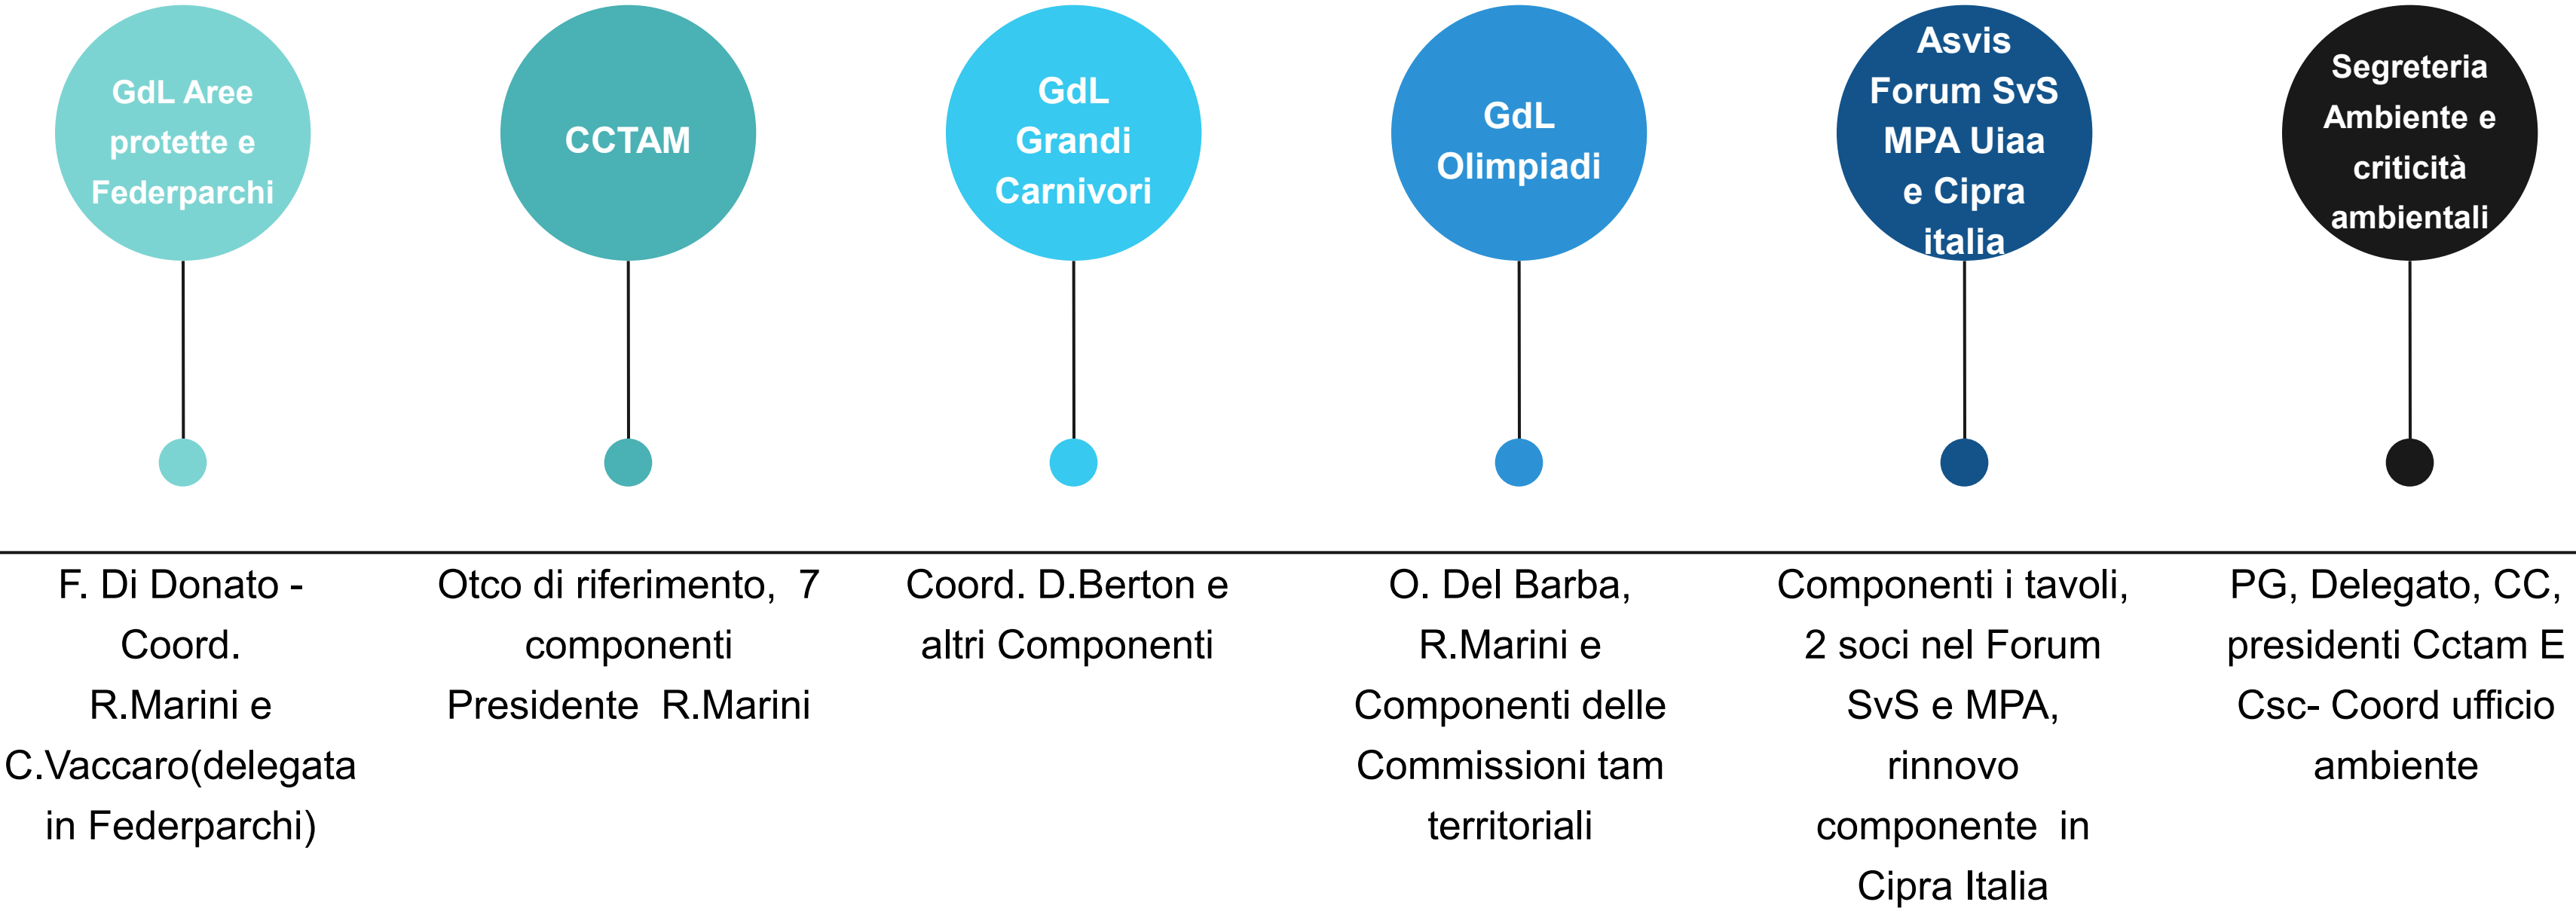 GdL Aree
protette e
Federparchi
CCTAM
GdL
Grandi
Carnivori
GdL
Olimpiadi
Asvis
Forum SvS
MPA Uiaa
e Cipra
italia
Segreteria
Ambiente e
criticità
ambientali
F. Di Donato -
Coord.
R.Marini e
C.Vaccaro(delegata
in Federparchi)
Otco di riferimento, 7
componenti
Presidente R.Marini
Coord. D.Berton e
altri Componenti
O. Del Barba,
R.Marini e
Componenti delle
Commissioni tam
territoriali
Componenti i tavoli,
2 soci nel Forum
SvS e MPA,
rinnovo
componente in
Cipra Italia
PG, Delegato, CC,
presidenti Cctam E
Csc- Coord ufficio
ambiente